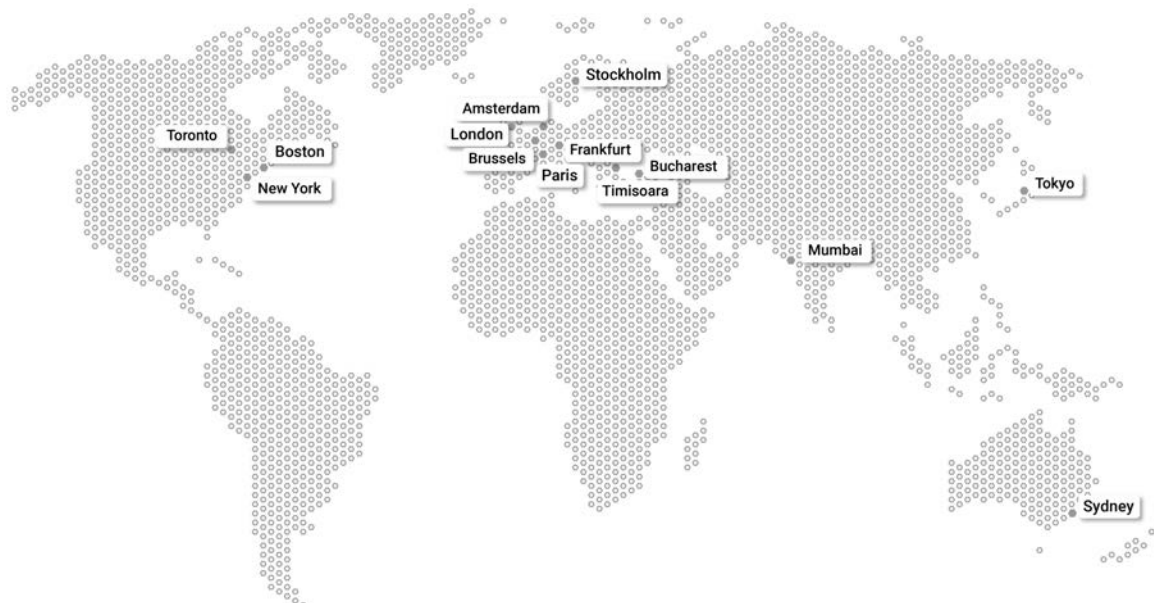 Stockholm
Amsterdam
London
Toronto
Boston
Brussels
Frankfurt
Paris
Bucharest
New York
Timisoara
Tokyo
Mumbai
Sydney